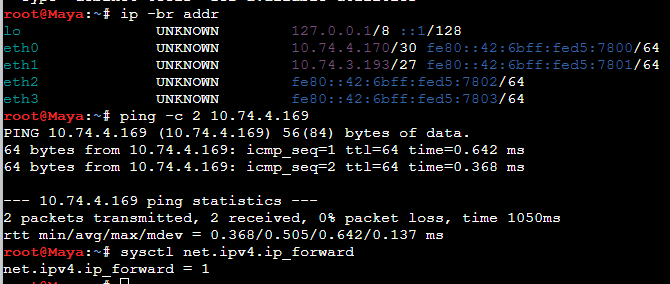 root@Maya:~# ip -br addr
lo UNKNOWN 127.0.0.1/8 ::1/128
eth0 UNKNOWN 10.74.4.170/30 fe80::42:6bff:fed5:7800/64
eth1 UNKNOWN 10.74.3.193/27 fe80::42:6bff:fed5:7801/64
eth2 UNKNOWN fe80::42:6bff:fed5:7802/64
eth3 UNKNOWN fe80::42:6bff:fed5:7803/64
root@Maya:~# ping -c 2 10.74.4.169
PING 10.74.4.169 (10.74.4.169) 56(84) bytes of data.
64 bytes from 10.74.4.169: icmp_seq=1 ttl=64 time=0.642 ms
64 bytes from 10.74.4.169: icmp_seq=2 ttl=64 time=0.368 ms
--- 10.74.4.169 ping statistics ---
2 packets transmitted, 2 received, 0% packet loss, time 1050ms
rtt min/avg/max/mdev = 0.368/0.505/0.642/0.137 ms
root@Maya:~# sysctl net.ipv4.ip_forward
net.ipv4.ip_forward = 1
root@Maya:~#